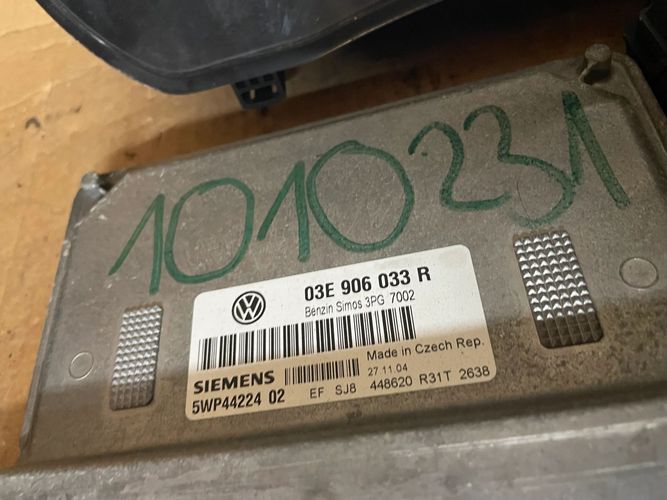 1010231
03E 906 033 R
Benzin Simos 3PG 7002
Made in Czech Rep.
SIEMENS 27.11.04
5WP44224 02 EF SJ8 448620 R31T 2638